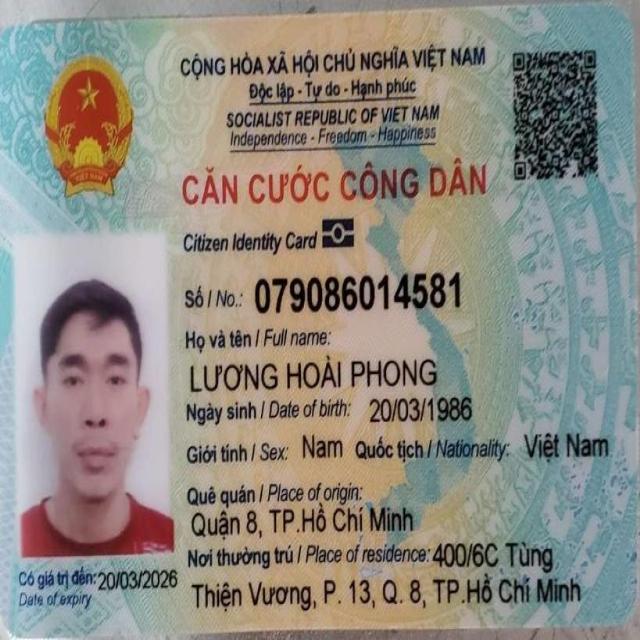 CỘNG HÒA XÃ HỘI CHỦ NGHĨA VIỆT NAM
Độc lập - Tự do - Hạnh phúc
SOCIALIST REPUBLIC OF VIET NAM
Independence - Freedom - Happiness
CĂN CƯỚC CÔNG DÂN
Citizen Identity Card
Số / No.: 079086014581
Họ và tên / Full name:
LƯƠNG HOÀI PHONG
Ngày sinh / Date of birth: 20/03/1986
Giới tính / Sex: Nam Quốc tịch / Nationality: Việt Nam
Quê quán / Place of origin:
Quận 8, TP.Hồ Chí Minh
Nơi thường trú / Place of residence: 400/6C Tùng
Thiện Vương, P. 13, Q. 8, TP.Hồ Chí Minh
Có giá trị đến: 20/03/2026
Date of expiry